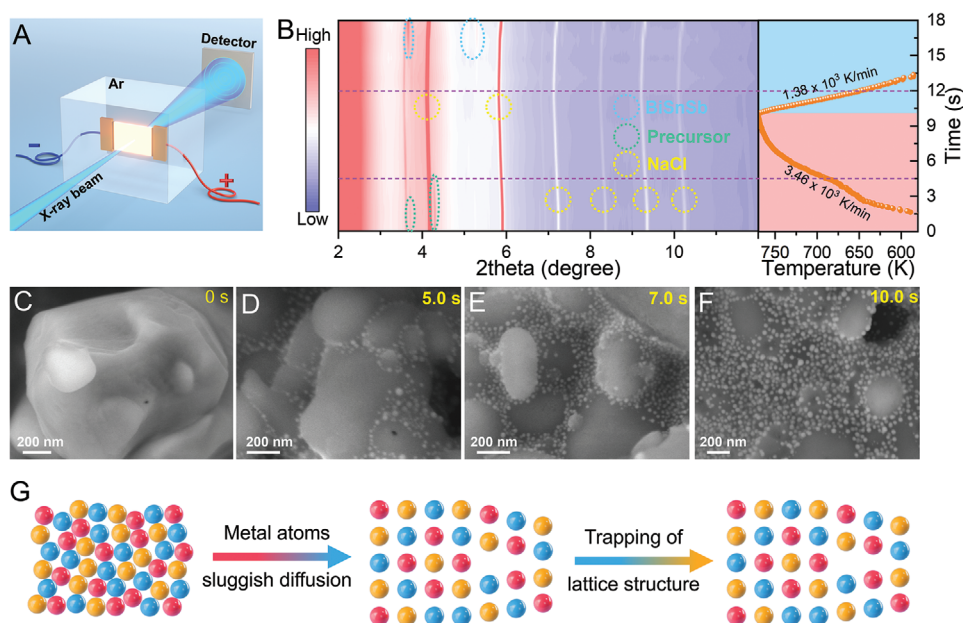 A
Detector
Ar
−
+
X-ray beam
B
High
Low
BiSnSb
Precursor
NaCl
2
4
6
8
10
2theta (degree)
1.38 x 10³ K/min
3.46 x 10³ K/min
750
700
650
600
Temperature (K)
18
15
12
9
6
3
0
Time (s)
C
0 s
200 nm
D
5.0 s
200 nm
E
7.0 s
200 nm
F
10.0 s
200 nm
G
Metal atoms
sluggish diffusion
Trapping of
lattice structure